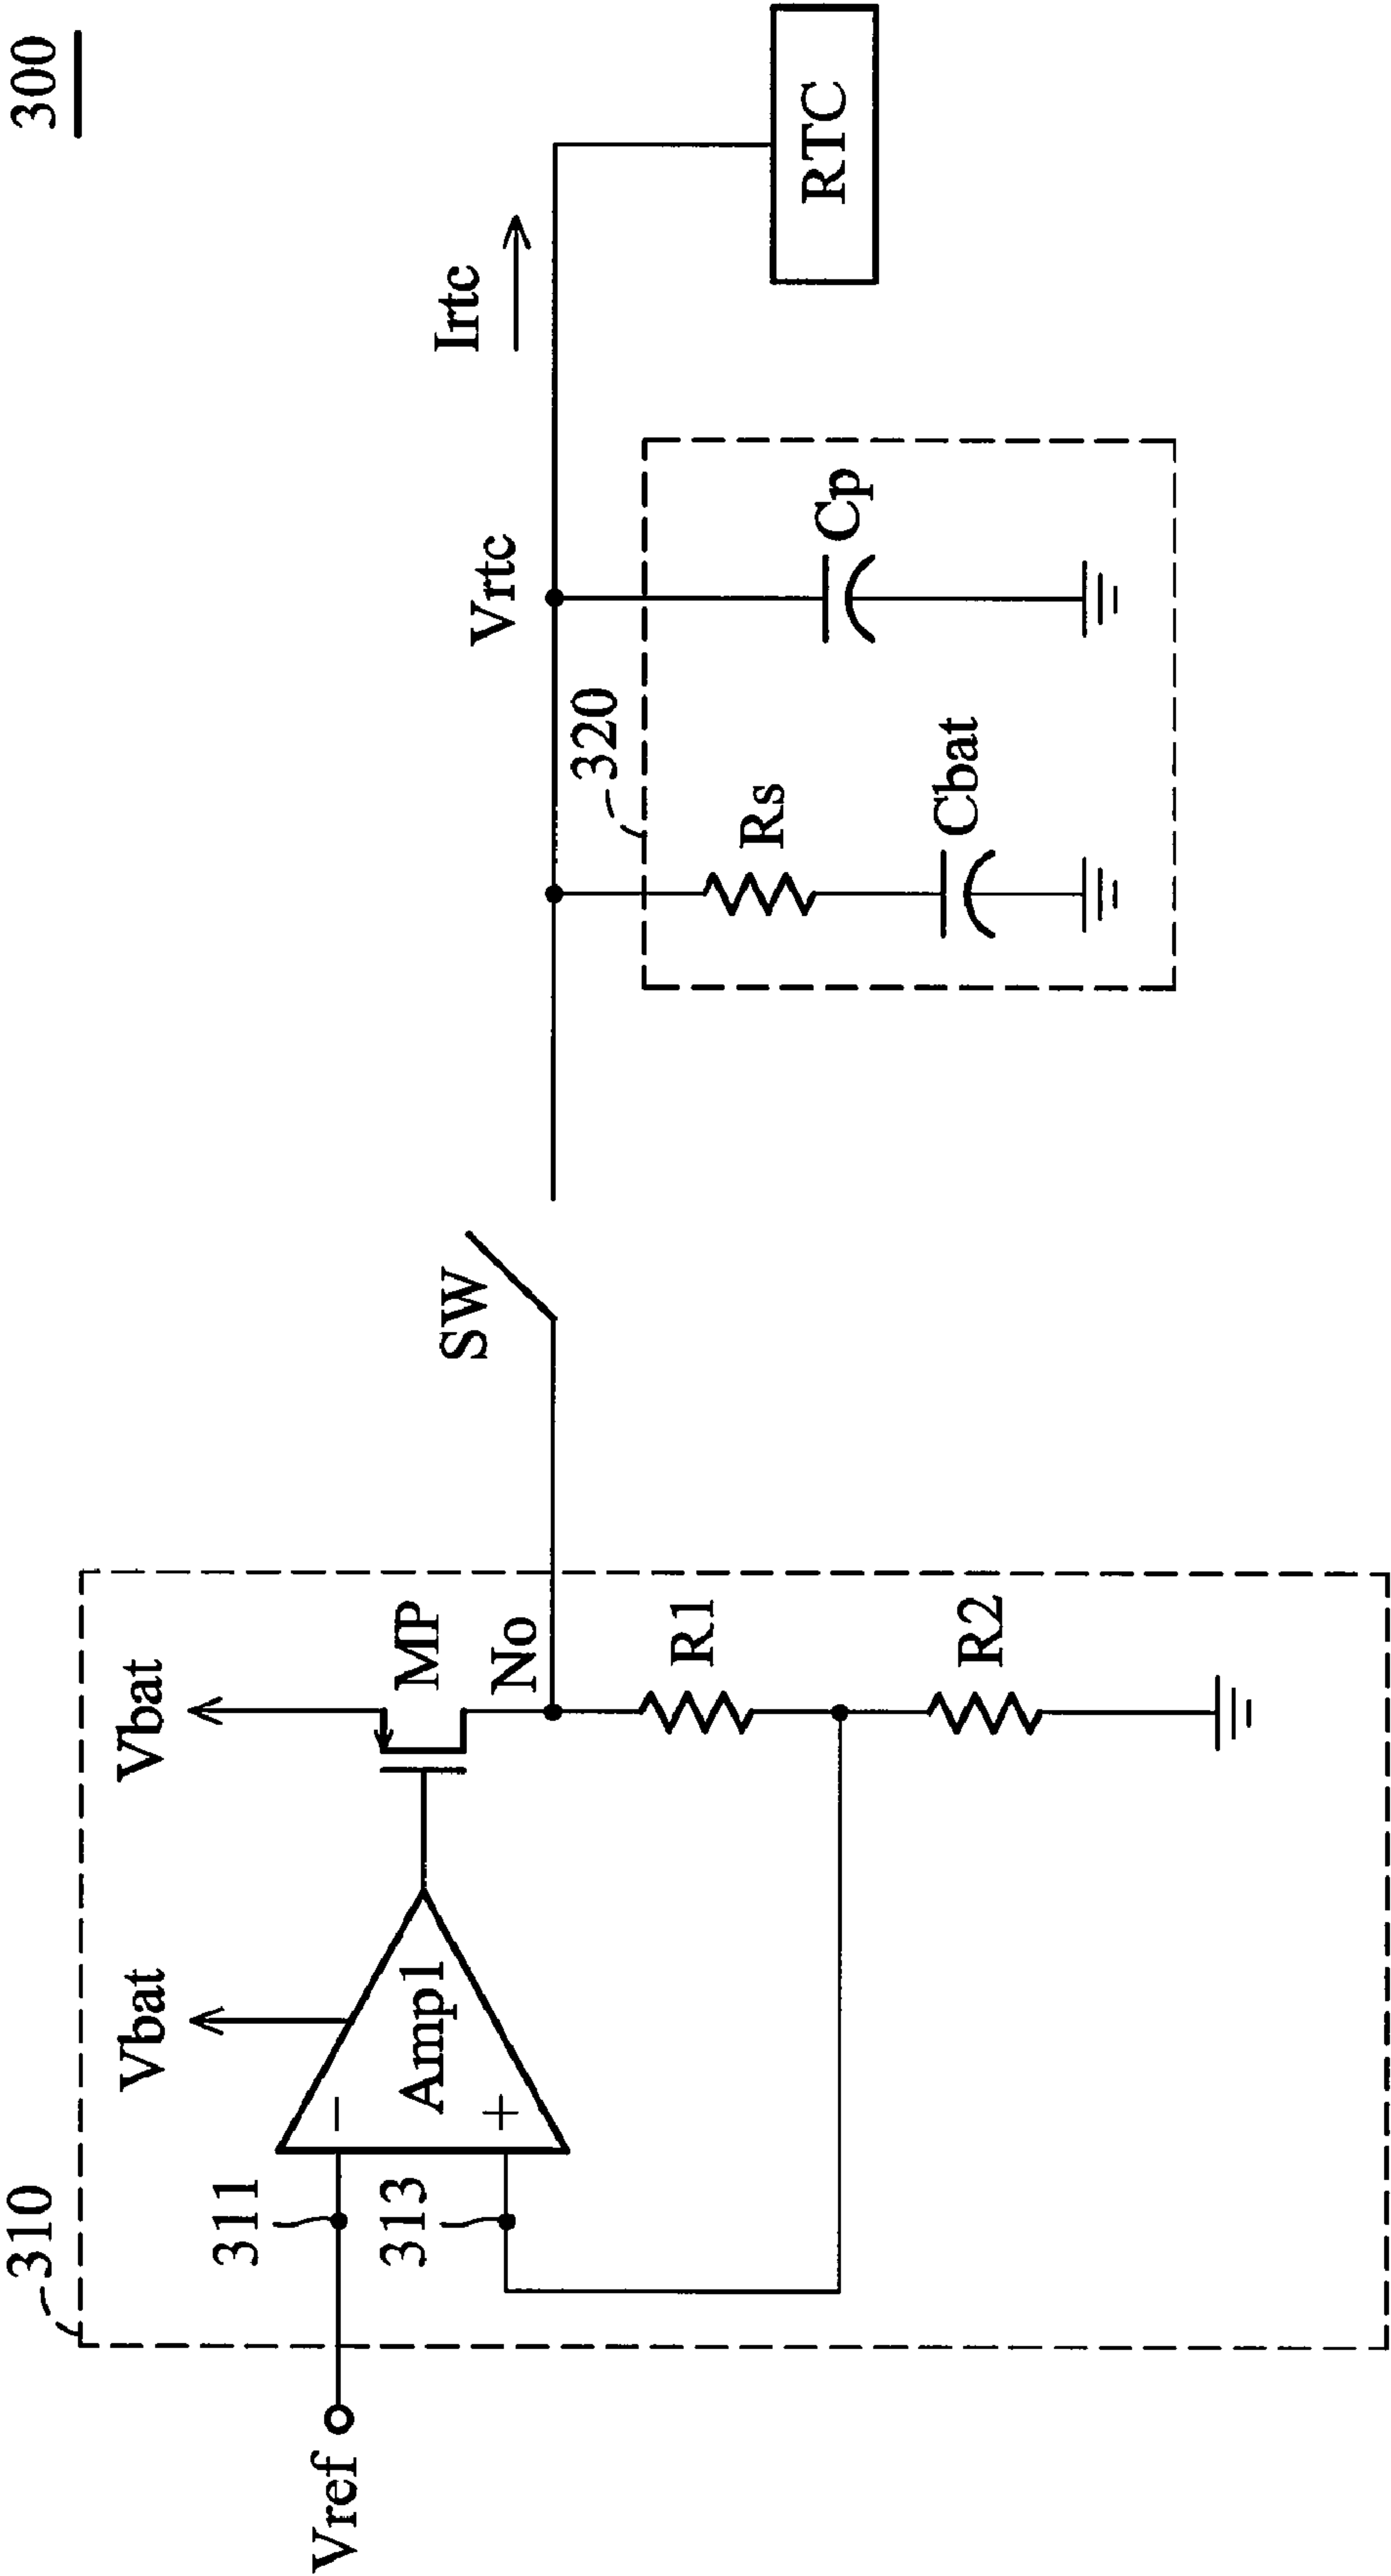 300
310
Vbat
Vbat
MP
311
Amp1
−
+
313
Vref
No
R1
R2
SW
Vrtc
Irtc
320
Rs
Cbat
Cp
RTC